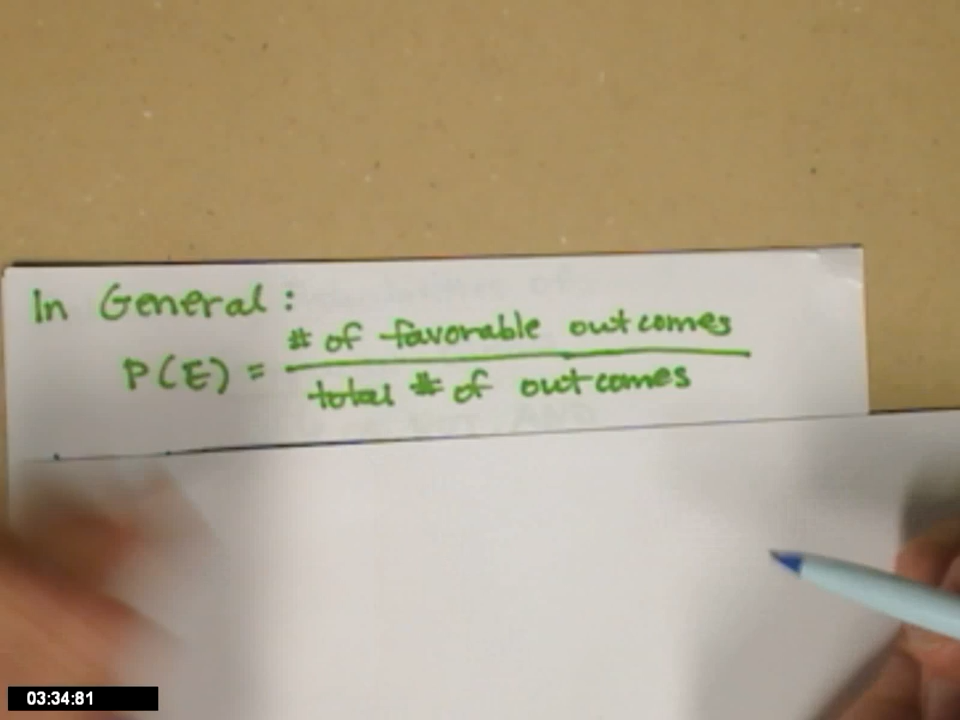 In General:
# of favorable outcomes
P(E) =
total # of outcomes
03:34:81